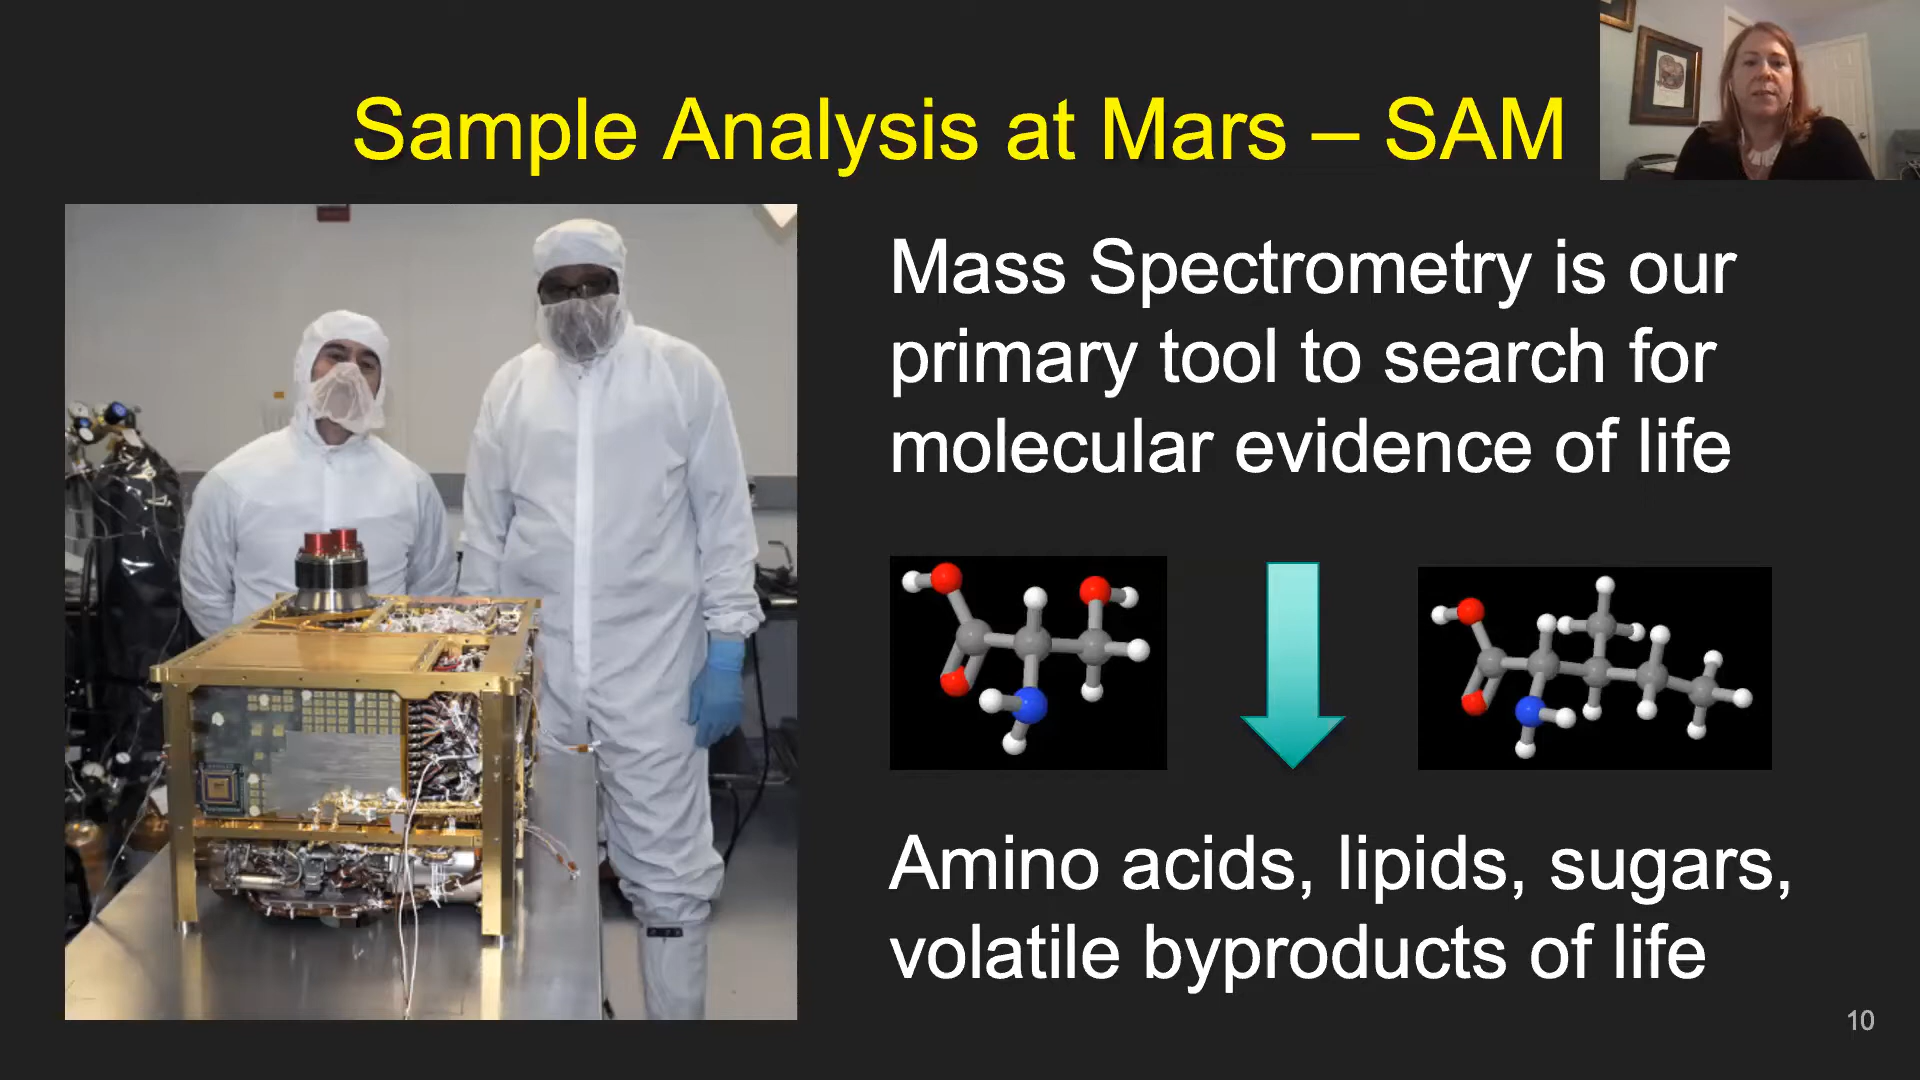 Sample Analysis at Mars – SAM
Mass Spectrometry is our
primary tool to search for
molecular evidence of life
Amino acids, lipids, sugars,
volatile byproducts of life
10